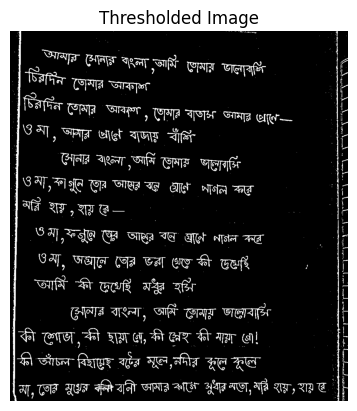 Thresholded Image
আমার সোনার বাংলা, আমি তোমার ভালোবাসি
চিরদিন তোমার আকাশ
চিরদিন তোমার আকাশ, তোমার বাতাস আমার প্রাণে—
ও মা, আমার প্রাণে বাজায় বাঁশি
সোনার বাংলা, আমি তোমায় ভালোবাসি
ও মা, ফাগুনে তোর আমের বনে ঘ্রাণে পাগল করে
মরি হায়, হায় রে —
ও মা, ফাগুনে তোর আমের বনে ঘ্রাণে পাগল করে
ও মা, অঘ্রানে তোর ভরা খেতে কী দেখেছি
আমি কী দেখেছি মধুর হাসি
সোনার বাংলা, আমি তোমায় ভালোবাসি
কী শোভা, কী ছায়া গো, কী স্নেহ কী মায়া গো!
কী আঁচল বিছায়েছ বটের মূলে, নদীর কূলে কূলে
মা, তোর মুখের বানী আমার কানে সুধার মতো, মরি হায়, হায় রে